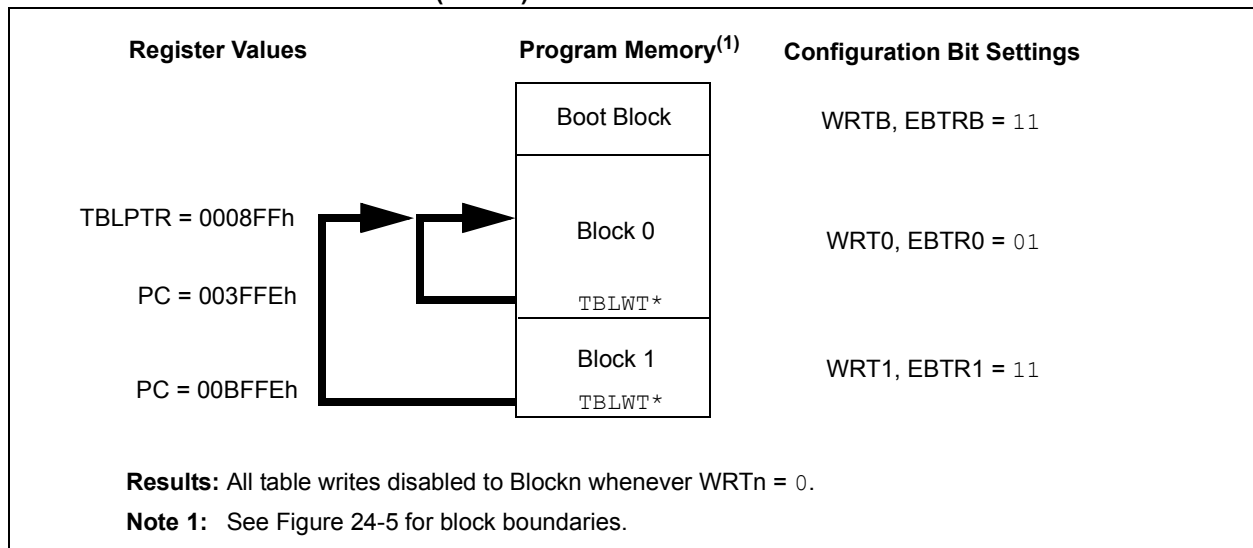 Register Values Program Memory(1) Configuration Bit Settings
Boot Block WRTB, EBTRB = 11
TBLPTR = 0008FFh Block 0 WRT0, EBTR0 = 01
PC = 003FFEh TBLWT*
Block 1 WRT1, EBTR1 = 11
PC = 00BFFEh TBLWT*
Results: All table writes disabled to Blockn whenever WRTn = 0.
Note 1: See Figure 24-5 for block boundaries.